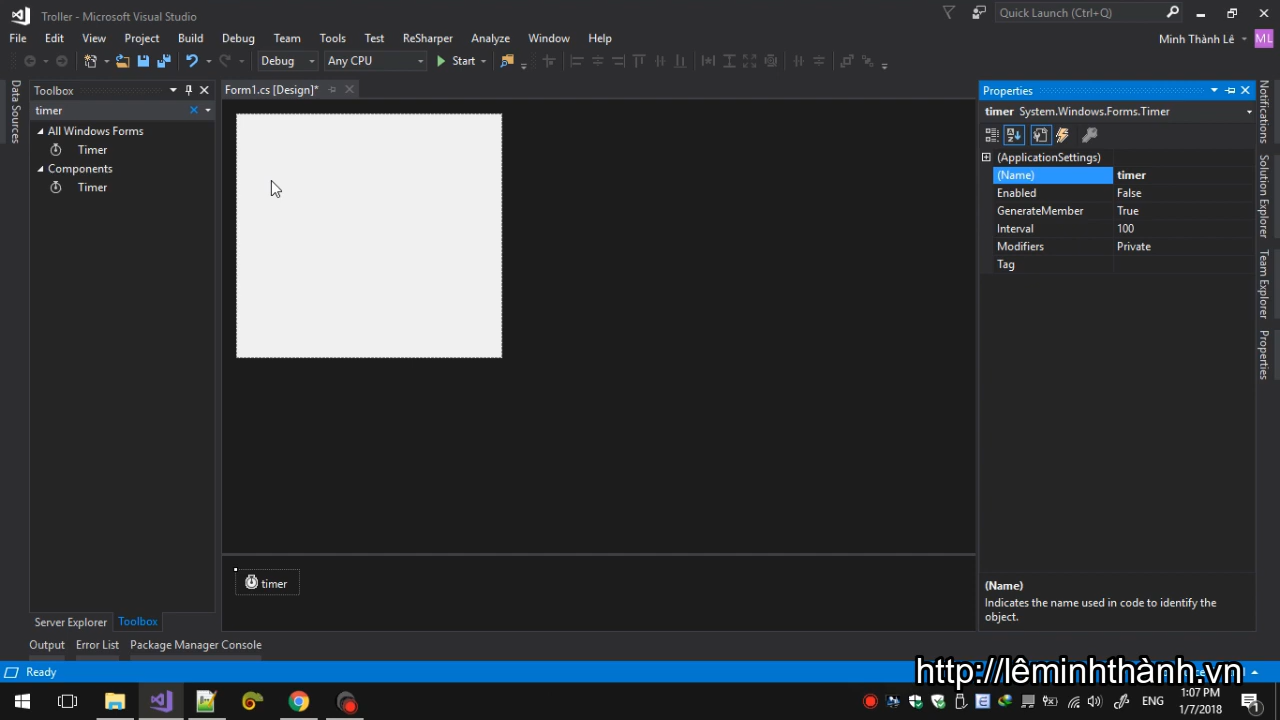 Troller - Microsoft Visual Studio
Quick Launch (Ctrl+Q)
File Edit View Project Build Debug Team Tools Test ReSharper Analyze Window Help
Minh Thành Lê
ML
Debug
Any CPU
Start
Data Sources
Toolbox
timer
All Windows Forms
Timer
Components
Timer
Form1.cs [Design]*
timer
Properties
timer System.Windows.Forms.Timer
(ApplicationSettings)
(Name) timer
Enabled False
GenerateMember True
Interval 100
Modifiers Private
Tag
(Name)
Indicates the name used in code to identify the
object.
Notifications
Solution Explorer
Team Explorer
Properties
Server Explorer
Toolbox
Output Error List Package Manager Console
Ready
http://lêminhthành.vn
ENG
1:07 PM
1/7/2018
1